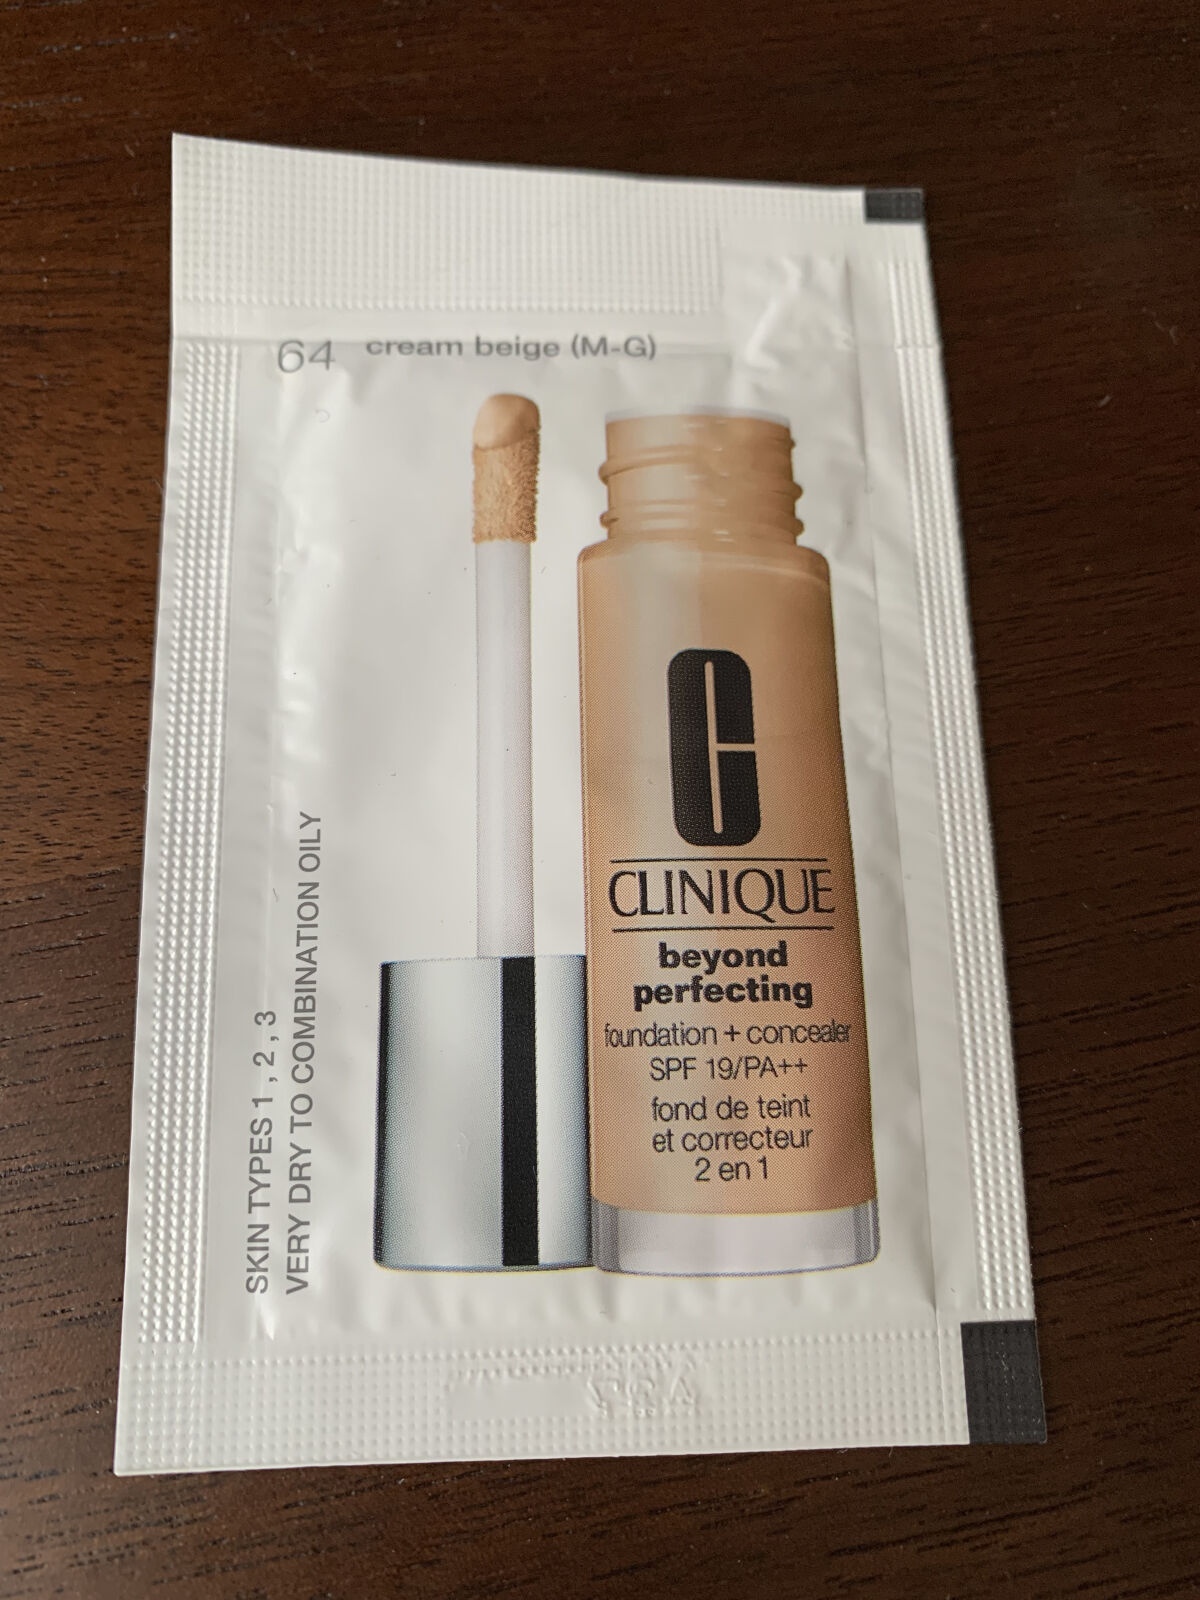 64 cream beige (M-G)
C
CLINIQUE
beyond
perfecting
foundation + concealer
SPF 19/PA++
fond de teint
et correcteur
2 en 1
SKIN TYPES 1 , 2 , 3
VERY DRY TO COMBINATION OILY